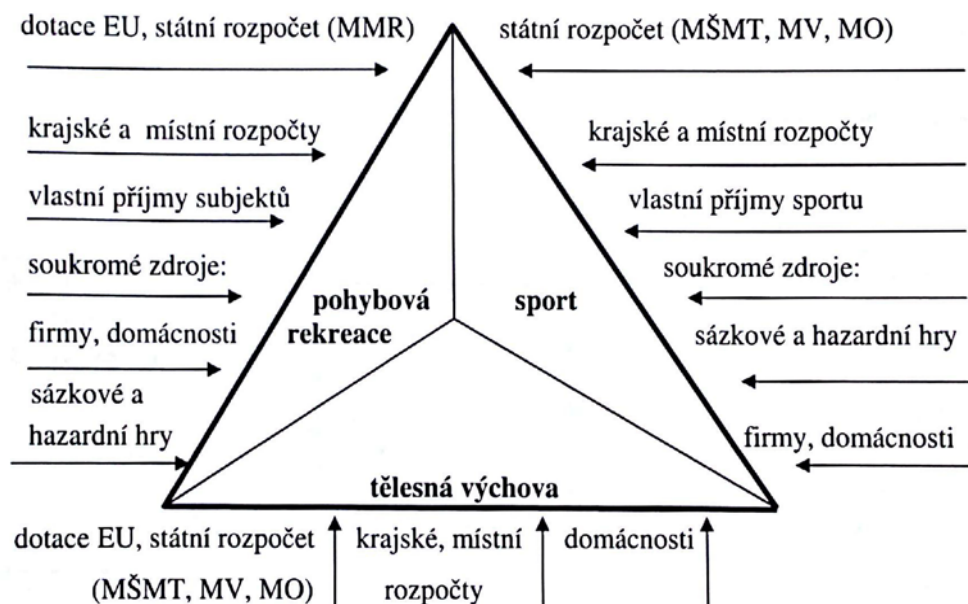 dotace EU, státní rozpočet (MMR)
státní rozpočet (MŠMT, MV, MO)
krajské a místní rozpočty
krajské a místní rozpočty
vlastní příjmy subjektů
vlastní příjmy sportu
soukromé zdroje:
soukromé zdroje:
pohybová
rekreace
sport
firmy, domácnosti
sázkové a hazardní hry
sázkové a
hazardní hry
firmy, domácnosti
tělesná výchova
dotace EU, státní rozpočet
(MŠMT, MV, MO)
krajské, místní
rozpočty
domácnosti